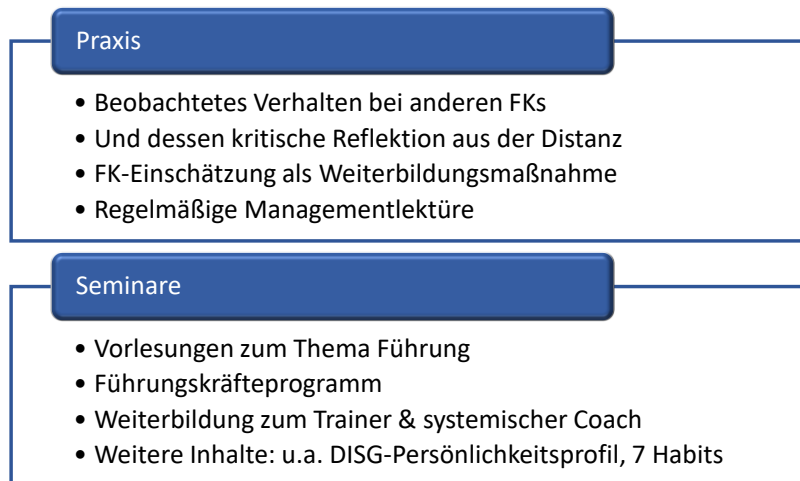 Praxis
• Beobachtetes Verhalten bei anderen FKs
• Und dessen kritische Reflektion aus der Distanz
• FK-Einschätzung als Weiterbildungsmaßnahme
• Regelmäßige Managementlektüre
Seminare
• Vorlesungen zum Thema Führung
• Führungskräfteprogramm
• Weiterbildung zum Trainer & systemischer Coach
• Weitere Inhalte: u.a. DISG-Persönlichkeitsprofil, 7 Habits